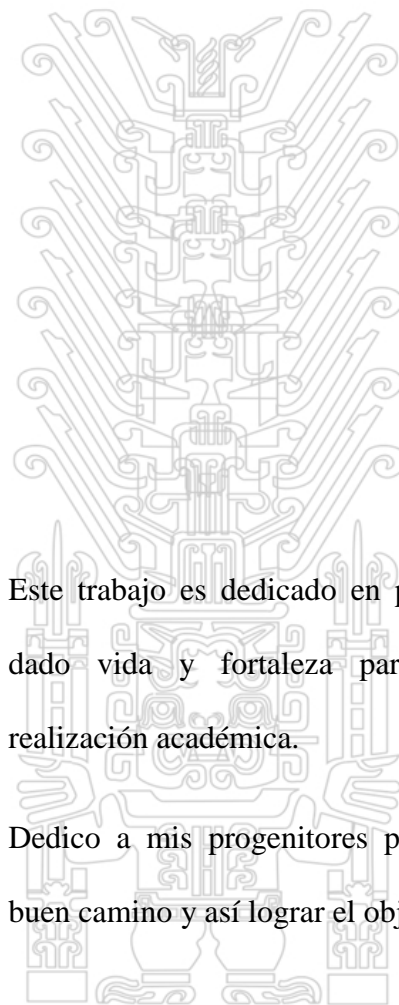 Este trabajo es dedicado en
dado vida y fortaleza
realización académica.
Dedico a mis progenitores
buen camino y así lograr el